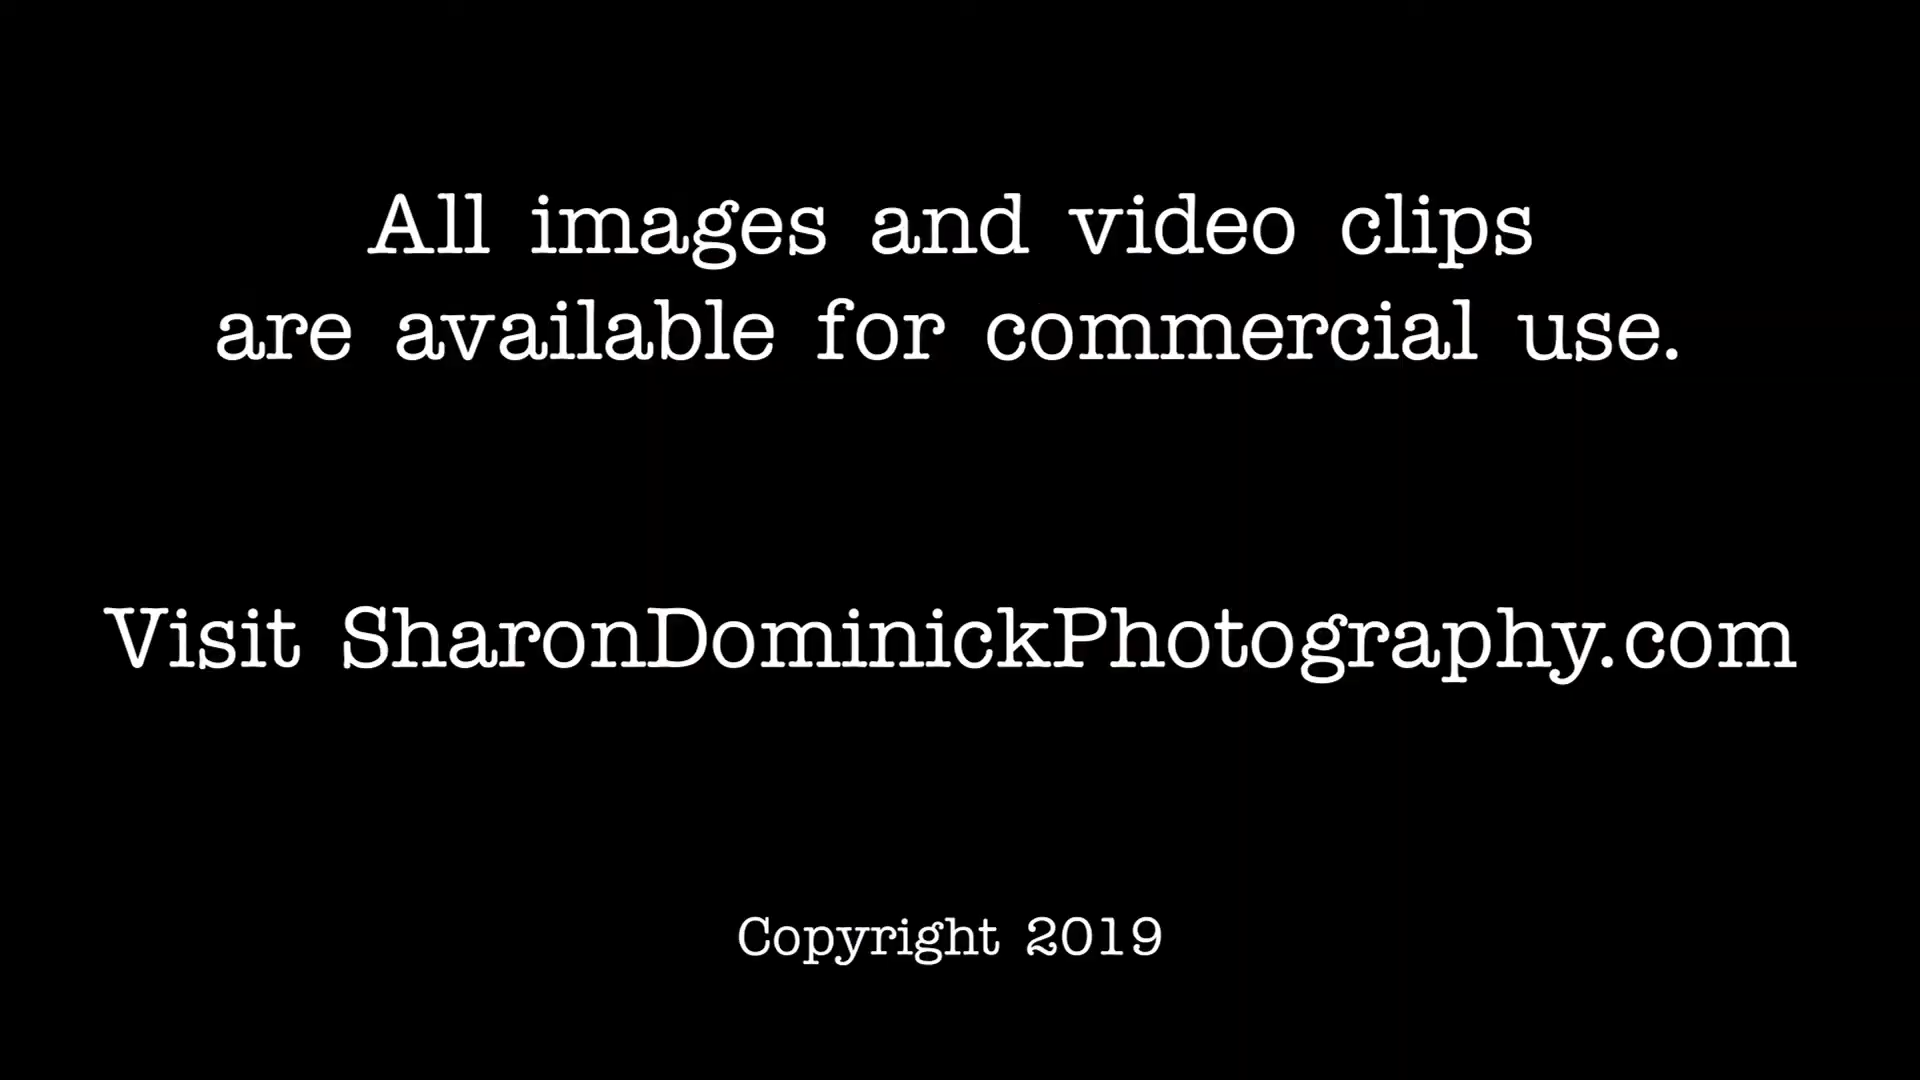 All images and video clips
are available for commercial use.
Visit SharonDominickPhotography.com
Copyright 2019